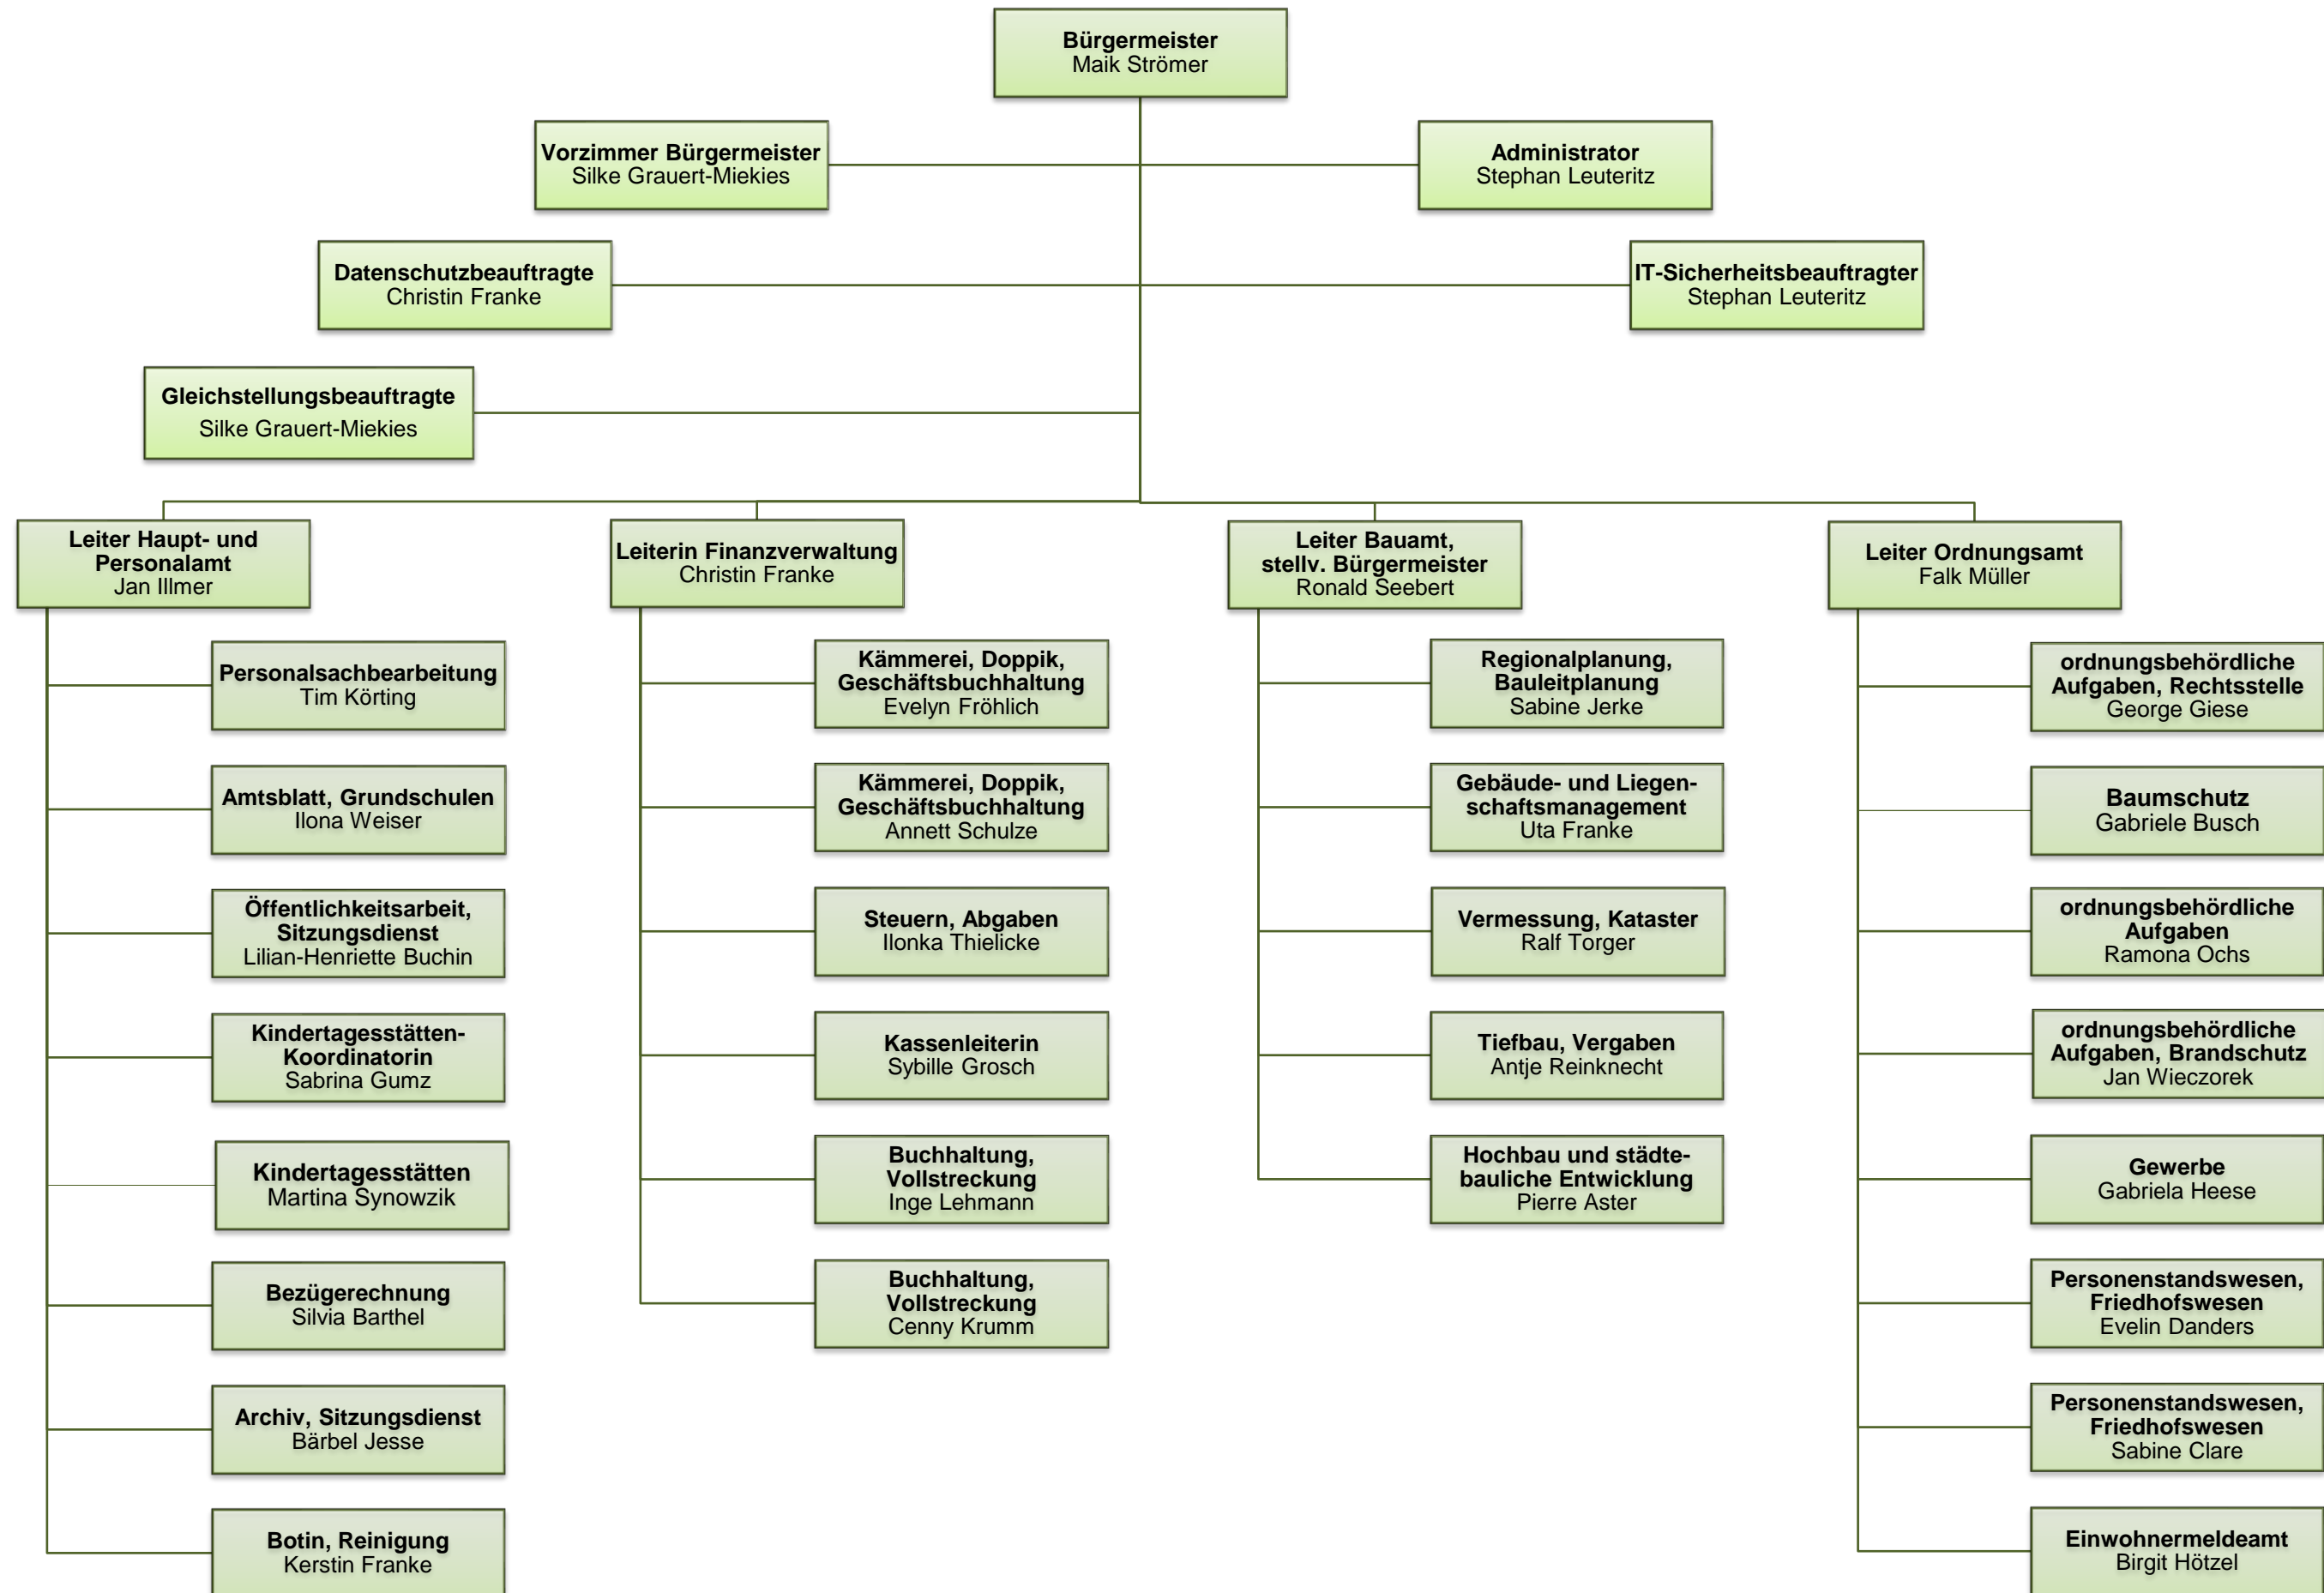 Bürgermeister
Maik Strömer
Vorzimmer Bürgermeister
Silke Grauert-Miekies
Administrator
Stephan Leuteritz
Datenschutzbeauftragte
Christin Franke
IT-Sicherheitsbeauftragter
Stephan Leuteritz
Gleichstellungsbeauftragte
Silke Grauert-Miekies
Leiter Haupt- und
Personalamt
Jan Illmer
Personalsachbearbeitung
Tim Körting
Amtsblatt, Grundschulen
Ilona Weiser
Öffentlichkeitsarbeit,
Sitzungsdienst
Lilian-Henriette Buchin
Kindertagesstätten-
Koordinatorin
Sabrina Gumz
Kindertagesstätten
Martina Synowzik
Bezügerechnung
Silvia Barthel
Archiv, Sitzungsdienst
Bärbel Jesse
Botin, Reinigung
Kerstin Franke
Leiterin Finanzverwaltung
Christin Franke
Kämmerei, Doppik,
Geschäftsbuchhaltung
Evelyn Fröhlich
Kämmerei, Doppik,
Geschäftsbuchhaltung
Annett Schulze
Steuern, Abgaben
Ilonka Thielicke
Kassenleiterin
Sybille Grosch
Buchhaltung,
Vollstreckung
Inge Lehmann
Buchhaltung,
Vollstreckung
Cenny Krumm
Leiter Bauamt,
stellv. Bürgermeister
Ronald Seebert
Regionalplanung,
Bauleitplanung
Sabine Jerke
Gebäude- und Liegen-
schaftsmanagement
Uta Franke
Vermessung, Kataster
Ralf Torger
Tiefbau, Vergaben
Antje Reinknecht
Hochbau und städte-
bauliche Entwicklung
Pierre Aster
Leiter Ordnungsamt
Falk Müller
ordnungsbehördliche
Aufgaben, Rechtsstelle
George Giese
Baumschutz
Gabriele Busch
ordnungsbehördliche
Aufgaben
Ramona Ochs
ordnungsbehördliche
Aufgaben, Brandschutz
Jan Wieczorek
Gewerbe
Gabriela Heese
Personenstandswesen,
Friedhofswesen
Evelin Danders
Personenstandswesen,
Friedhofswesen
Sabine Clare
Einwohnermeldeamt
Birgit Hötzel